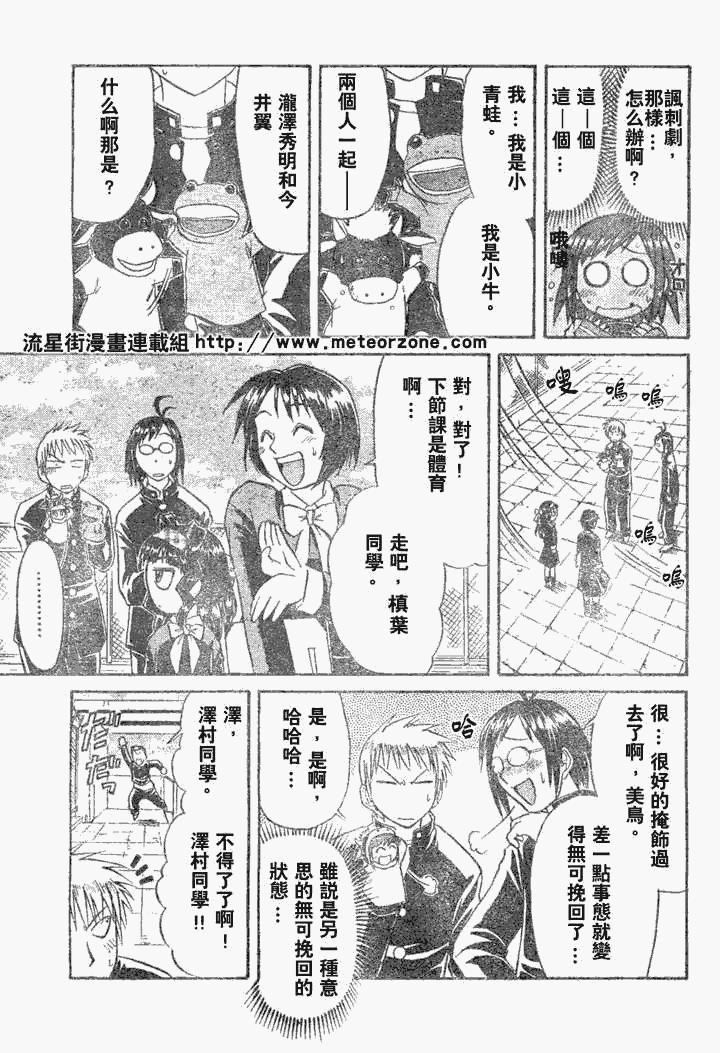 諷刺劇，
那樣…
怎么辦啊？
這—個
這—個…
哦嘍
オロ
我…我是小
青蛙。
我是小牛。
兩個人一起——
瀧澤秀明和今
井翼
什么啊那是？
流星街漫畫連載組 http://www.meteorzone.com
嗖
嗚
嗚
嗚
嗚
對，對了！
下節課是體育
啊…
走吧，槙葉
同學。
…………
很…很好的掩飾過
去了啊，美鳥。
差一點事態就變
得無可挽回了…
哈
是，是啊，
哈哈哈…
雖說是另一種意
思的無可挽回的
狀態…
澤，
澤村同學。
不得了了啊！
澤村同學!!
だだだっ